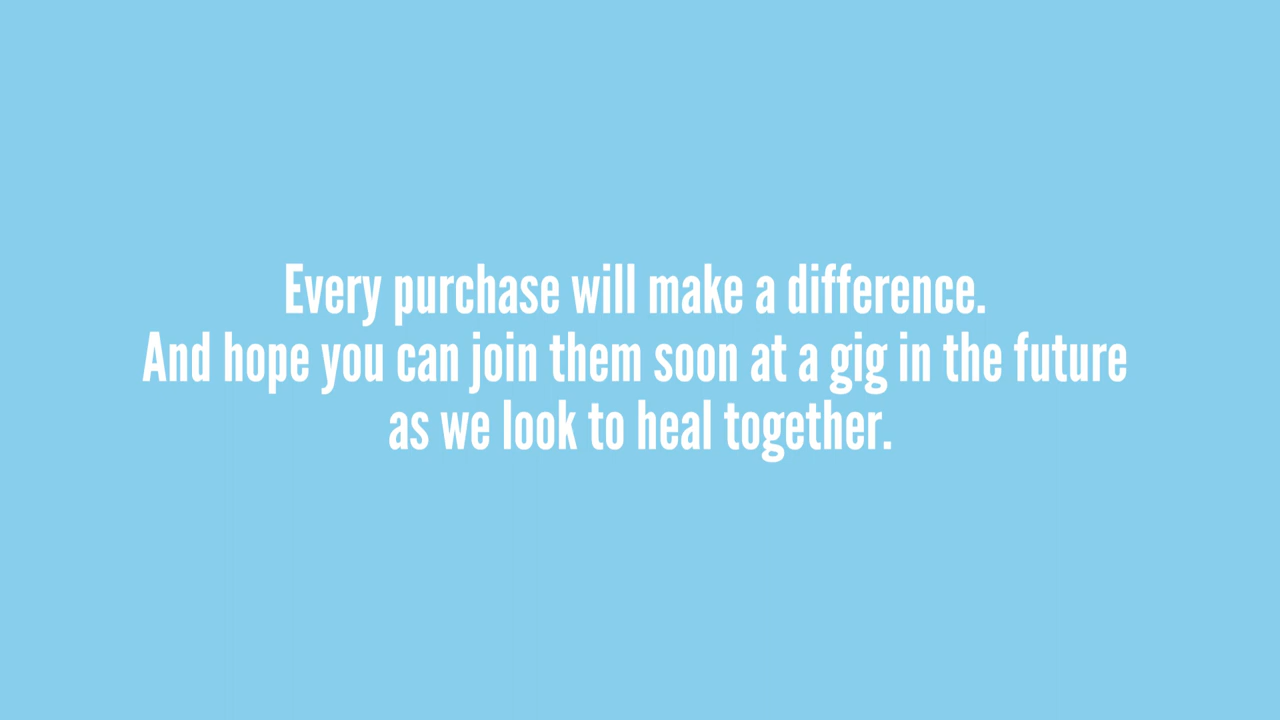 Every purchase will make a difference.
And hope you can join them soon at a gig in the future
as we look to heal together.